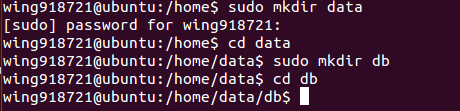 wing918721@ubuntu:/home$ sudo mkdir data
[sudo] password for wing918721:
wing918721@ubuntu:/home$ cd data
wing918721@ubuntu:/home/data$ sudo mkdir db
wing918721@ubuntu:/home/data$ cd db
wing918721@ubuntu:/home/data/db$